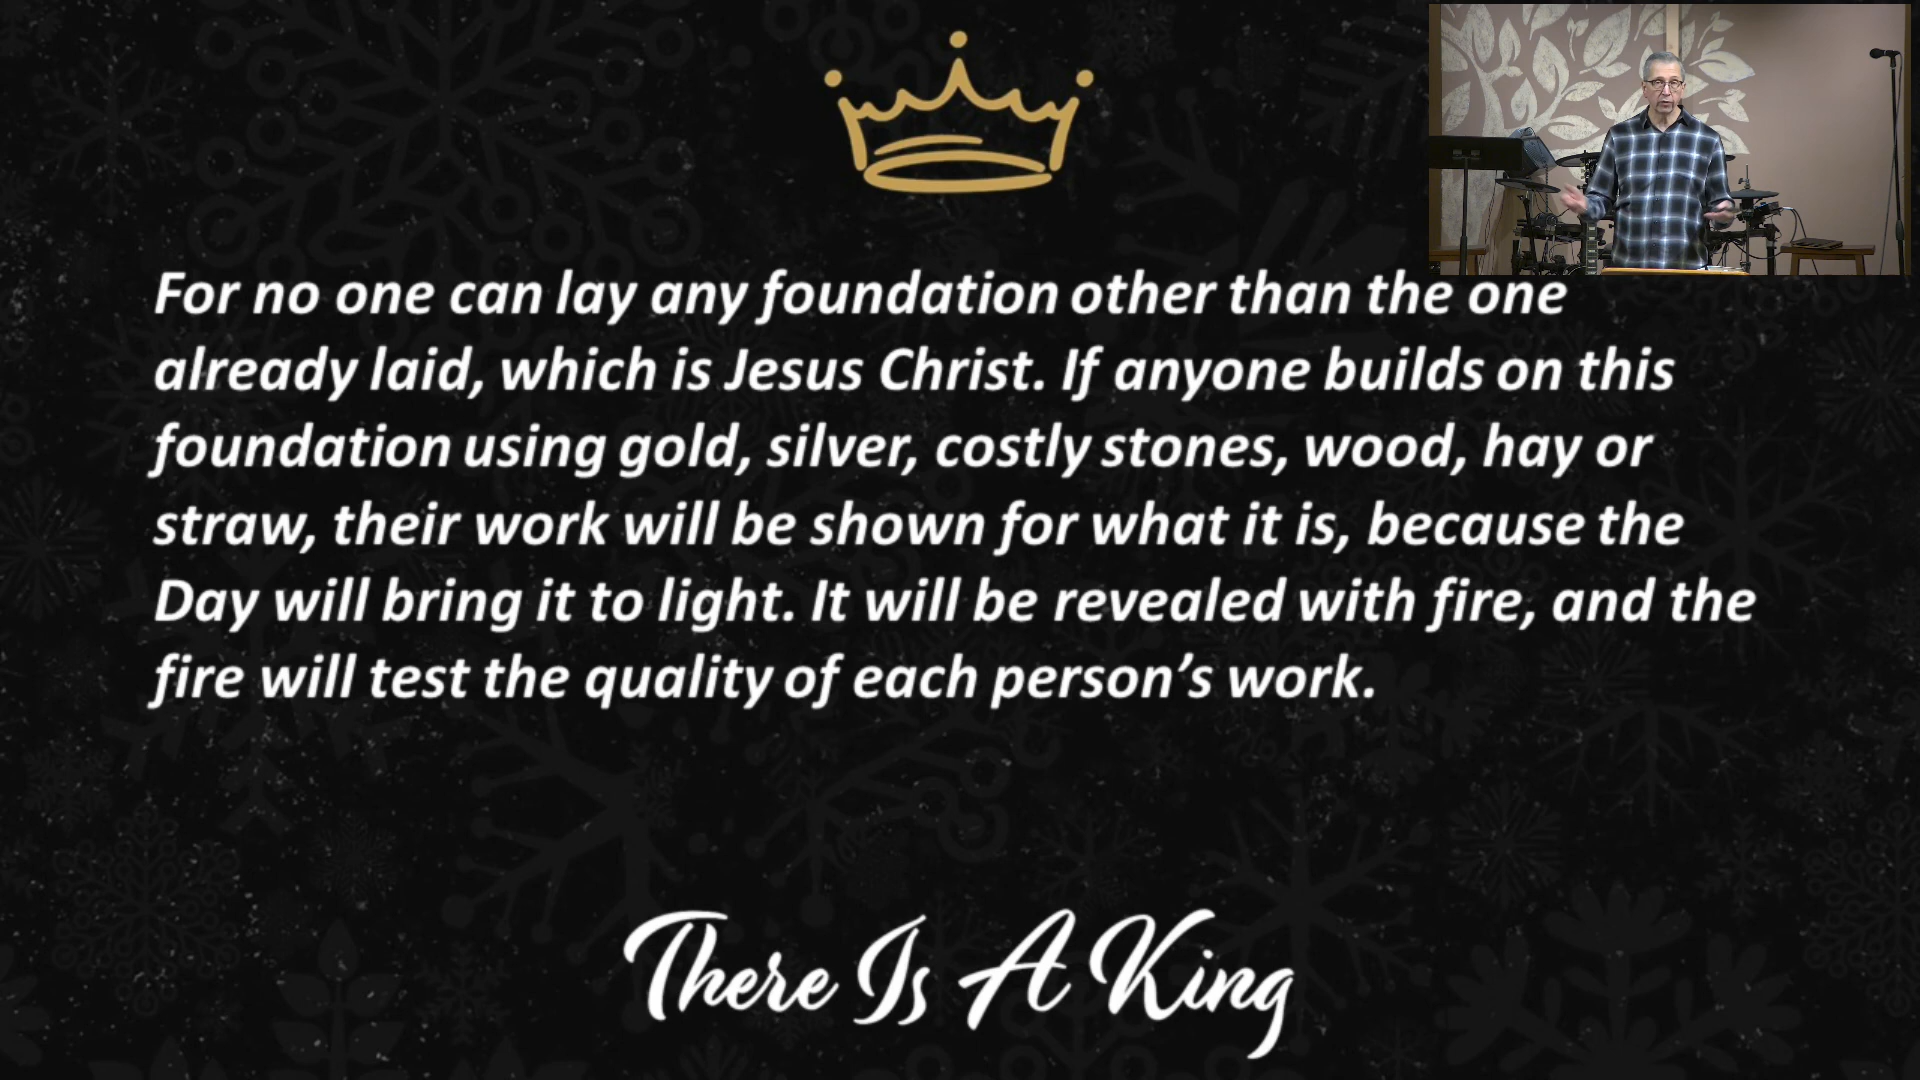 For no one can lay any foundation other than the one
already laid, which is Jesus Christ. If anyone builds on this
foundation using gold, silver, costly stones, wood, hay or
straw, their work will be shown for what it is, because the
Day will bring it to light. It will be revealed with fire, and the
fire will test the quality of each person’s work.
There Is A King